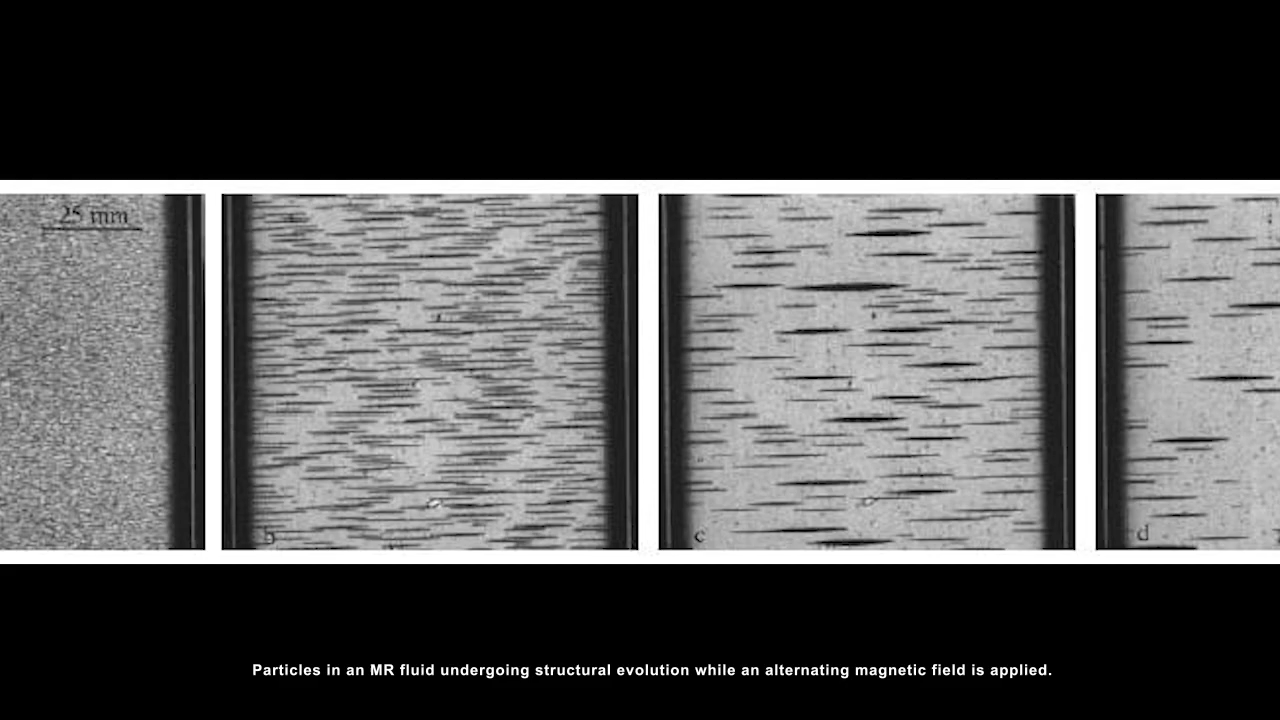 25 mm
b
c
d
Particles in an MR fluid undergoing structural evolution while an alternating magnetic field is applied.